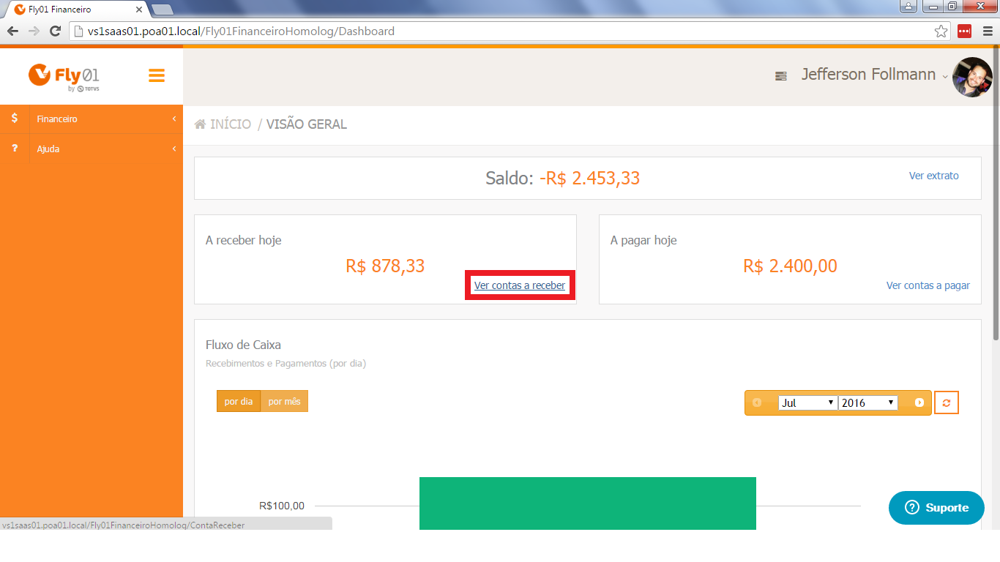 Fly01 Financeiro
vs1saas01.poa01.local/Fly01FinanceiroHomolog/Dashboard
Fly01
by TOTVS
Jefferson Follmann
$ Financeiro
? Ajuda
INÍCIO / VISÃO GERAL
Saldo: -R$ 2.453,33
Ver extrato
A receber hoje
R$ 878,33
Ver contas a receber
A pagar hoje
R$ 2.400,00
Ver contas a pagar
Fluxo de Caixa
Recebimentos e Pagamentos (por dia)
por dia por mês
Jul 2016
R$100,00
? Suporte
vs1saas01.poa01.local/Fly01FinanceiroHomolog/ContaReceber